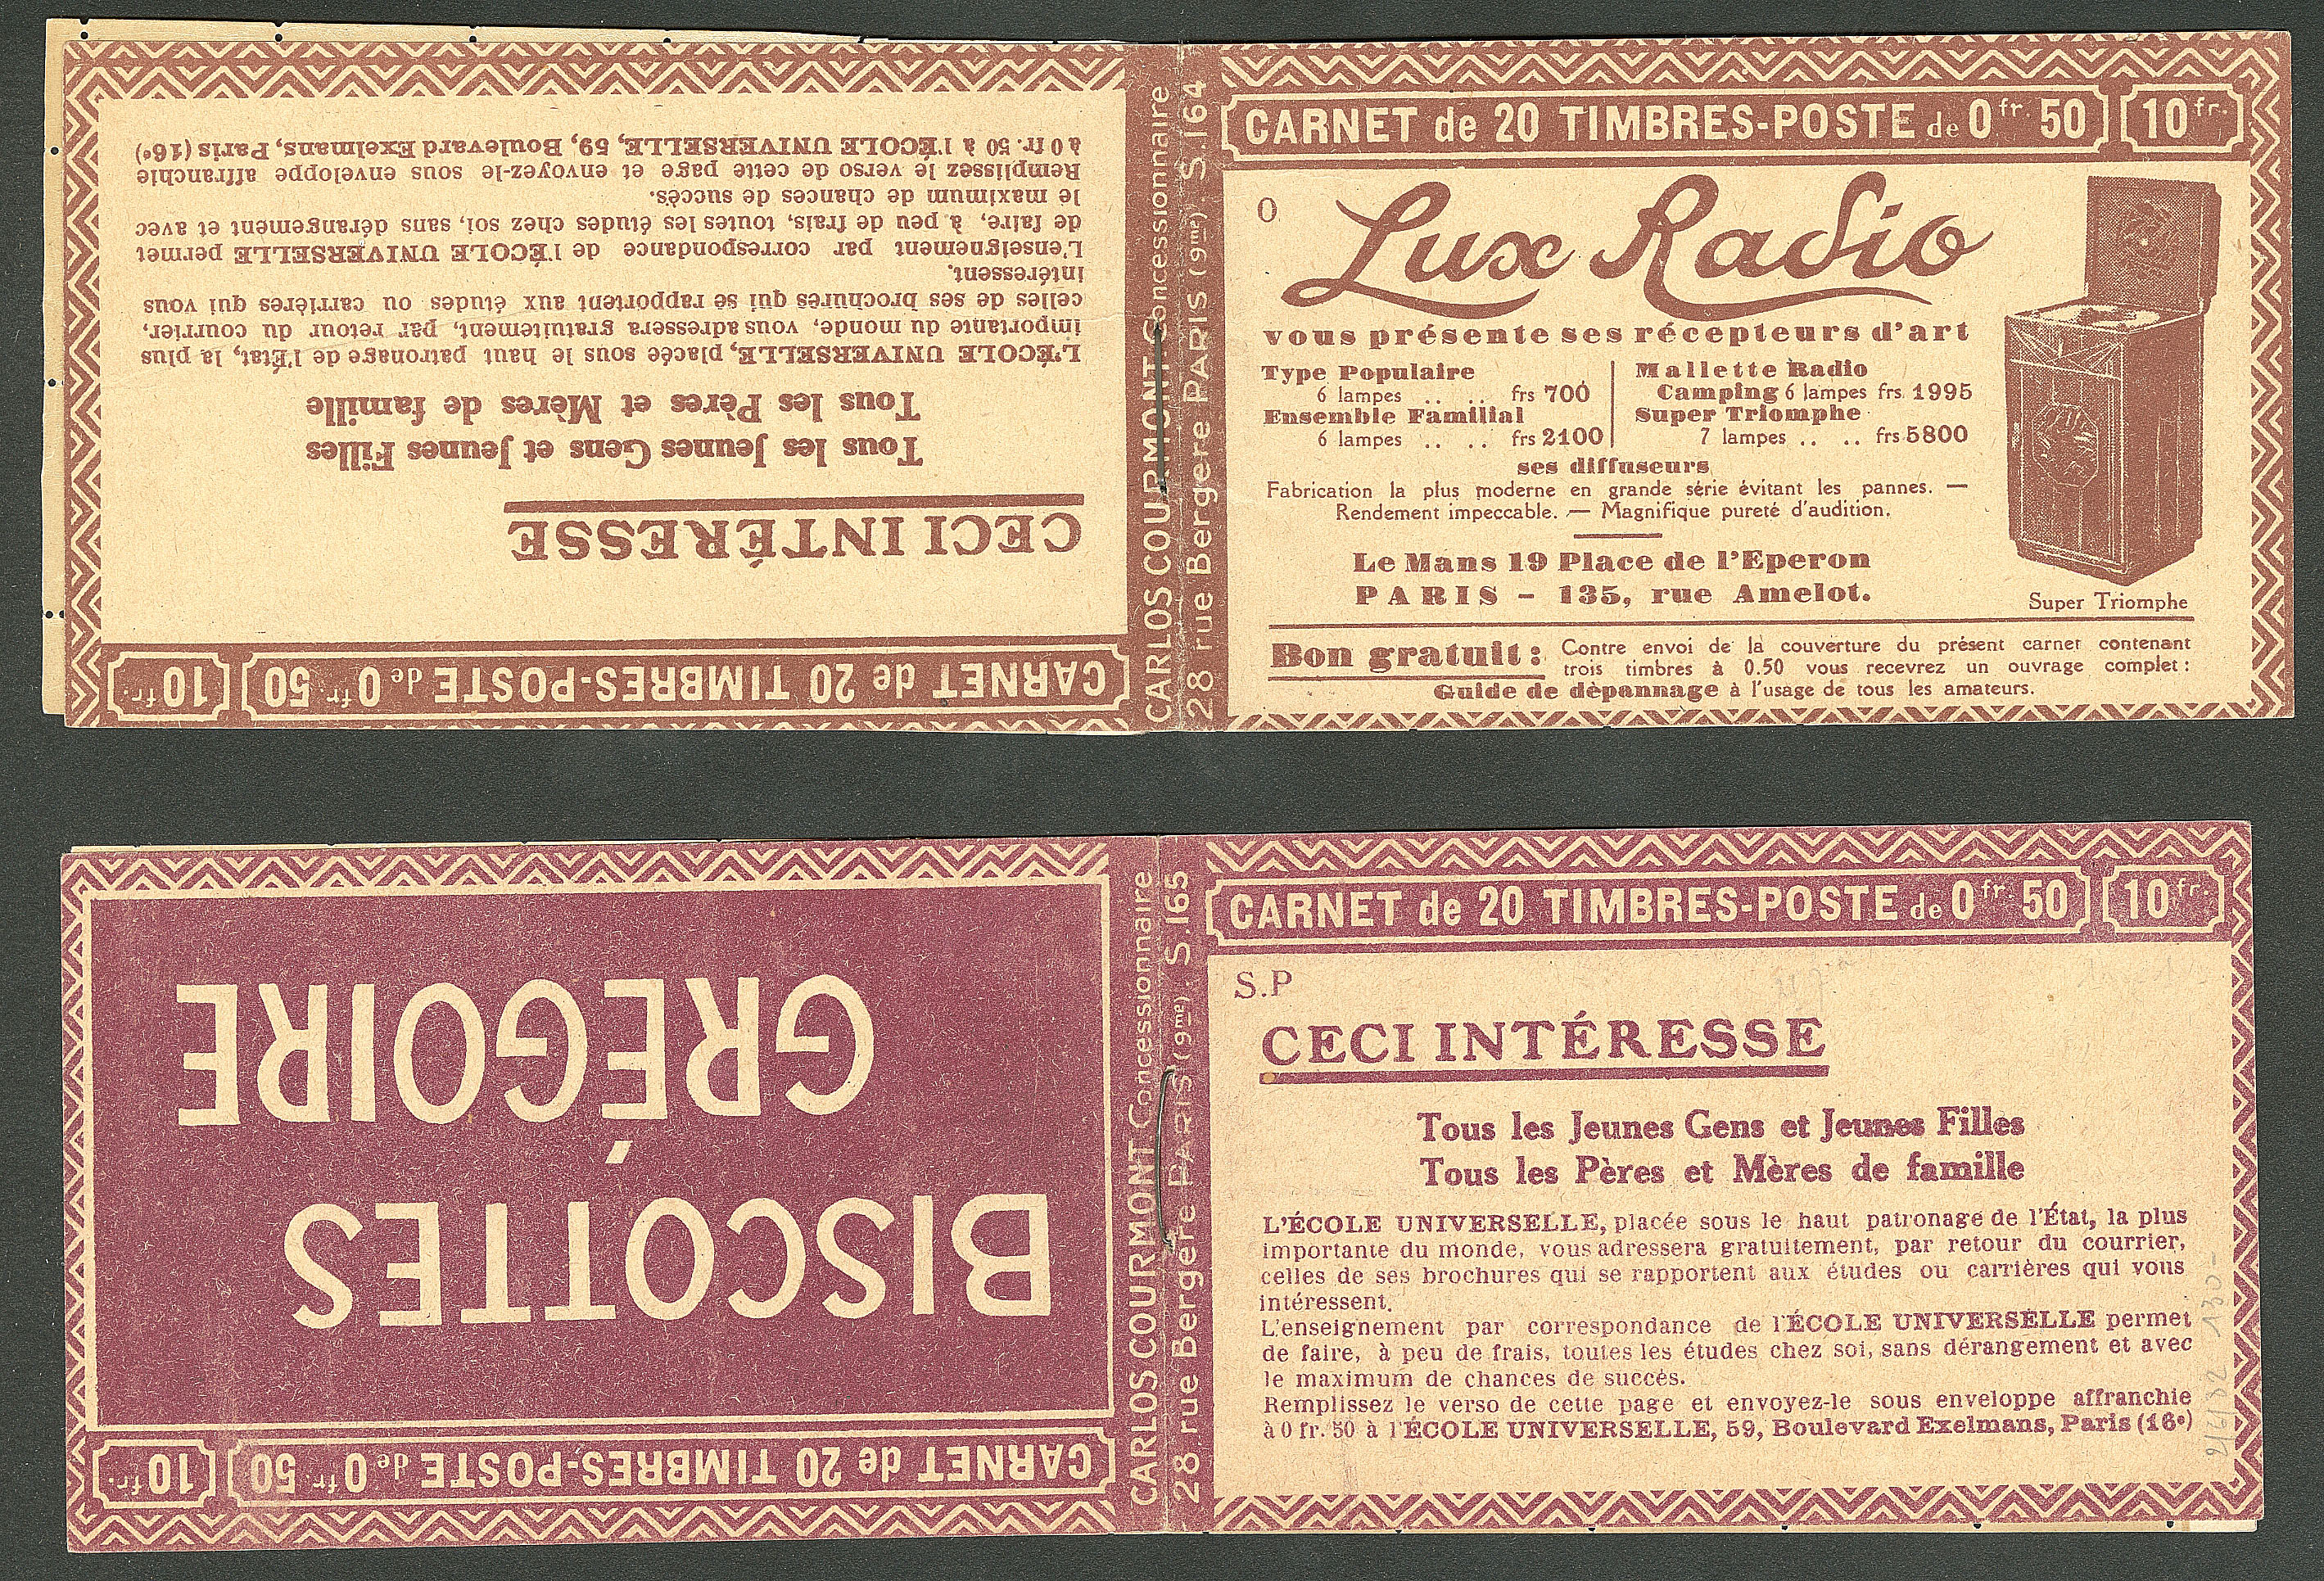 CARNET de 20 TIMBRES-POSTE de 0fr. 50 10fr.
CECI INTÉRESSE
Tous les Jeunes Gens et Jeunes Filles
Tous les Pères et Mères de famille
L'ÉCOLE UNIVERSELLE, placée sous le haut patronage de l'État, la plus
importante du monde, vous adressera gratuitement, par retour du courrier,
celles de ses brochures qui se rapportent aux études ou carrières qui vous
intéressent.
L'enseignement par correspondance de l'ÉCOLE UNIVERSELLE permet
de faire, à peu de frais, toutes les études chez soi, sans dérangement et avec
le maximum de chances de succès.
Remplissez le verso de cette page et envoyez-le sous enveloppe affranchie
à 0 fr. 50 à l'ÉCOLE UNIVERSELLE, 59, Boulevard Exelmans, Paris (16e)
CARLOS COURMONT Concessionnaire
28 rue Bergère PARIS (9me). S.164
CARNET de 20 TIMBRES-POSTE de 0fr. 50 10fr.
O
Lux Radio
vous présente ses récepteurs d'art
Type Populaire
6 lampes .. .. frs 700
Ensemble Familial
6 lampes .. .. frs 2100
Mallette Radio
Camping 6 lampes frs. 1995
Super Triomphe
7 lampes .. .. frs 5800
ses diffuseurs
Fabrication la plus moderne en grande série évitant les pannes. —
Rendement impeccable. — Magnifique pureté d'audition.
Le Mans 19 Place de l'Eperon
PARIS - 135, rue Amelot.
Super Triomphe
Bon gratuit : Contre envoi de la couverture du présent carnet contenant
trois timbres à 0.50 vous recevrez un ouvrage complet :
Guide de dépannage à l'usage de tous les amateurs.
CARNET de 20 TIMBRES-POSTE de 0fr. 50 10fr.
BISCOTTES
GRÉGOIRE
CARLOS COURMONT Concessionnaire
28 rue Bergère PARIS (9me). S.165
CARNET de 20 TIMBRES-POSTE de 0fr. 50 10fr.
S.P
CECI INTÉRESSE
Tous les Jeunes Gens et Jeunes Filles
Tous les Pères et Mères de famille
L'ÉCOLE UNIVERSELLE, placée sous le haut patronage de l'État, la plus
importante du monde, vous adressera gratuitement, par retour du courrier,
celles de ses brochures qui se rapportent aux études ou carrières qui vous
intéressent.
L'enseignement par correspondance de l'ÉCOLE UNIVERSELLE permet
de faire, à peu de frais, toutes les études chez soi, sans dérangement et avec
le maximum de chances de succès.
Remplissez le verso de cette page et envoyez-le sous enveloppe affranchie
à 0 fr. 50 à l'ÉCOLE UNIVERSELLE, 59, Boulevard Exelmans, Paris (16e)